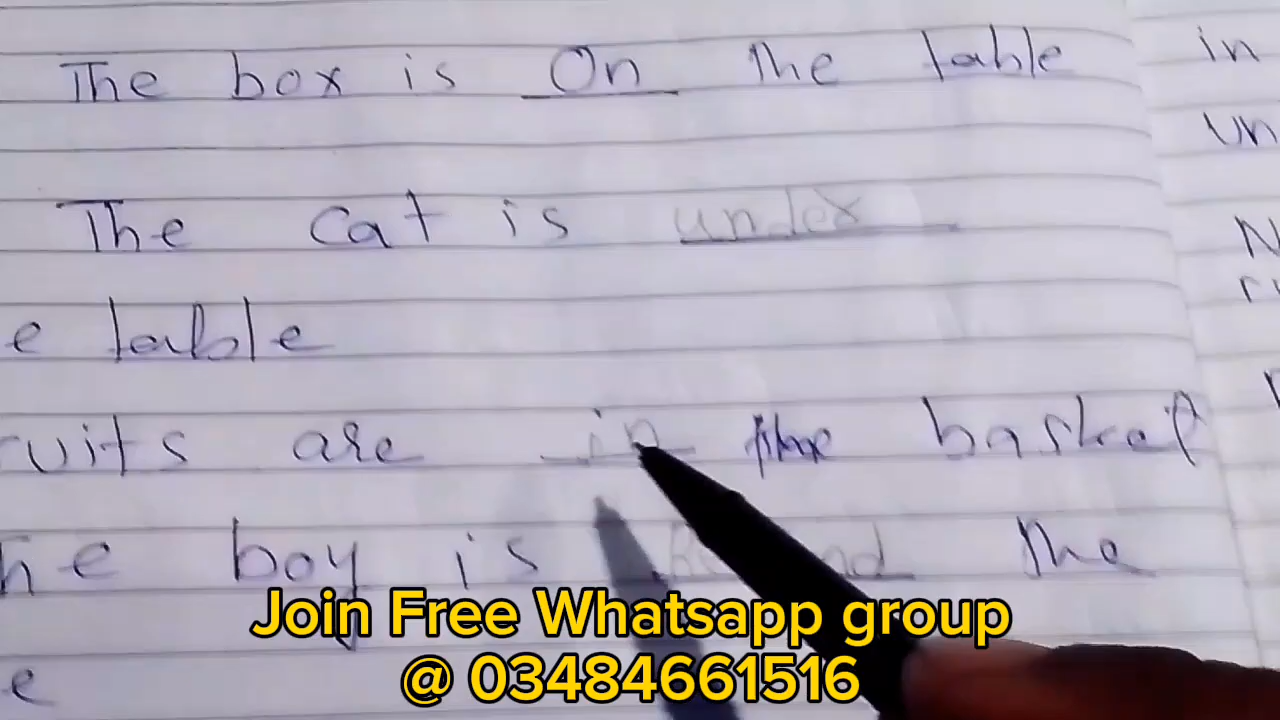 The box is On the table in
un
The cat is under
N
e table
r
ruits are in the basket
he boy is the
Join Free Whatsapp group
@ 03484661516
e